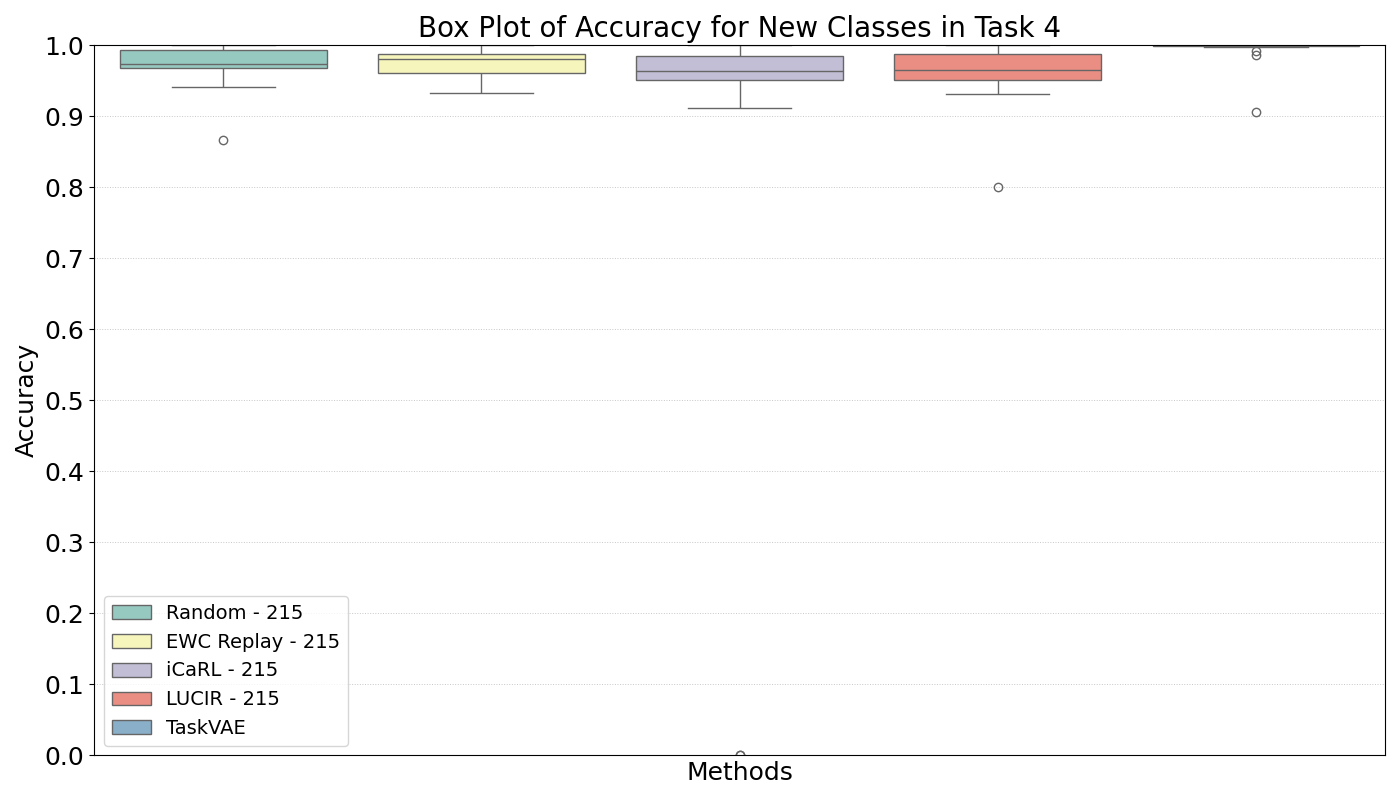 Box Plot of Accuracy for New Classes in Task 4
1.0
0.9
0.8
0.7
0.6
0.5
0.4
0.3
0.2
0.1
0.0
Accuracy
Random - 215
EWC Replay - 215
iCaRL - 215
LUCIR - 215
TaskVAE
Methods